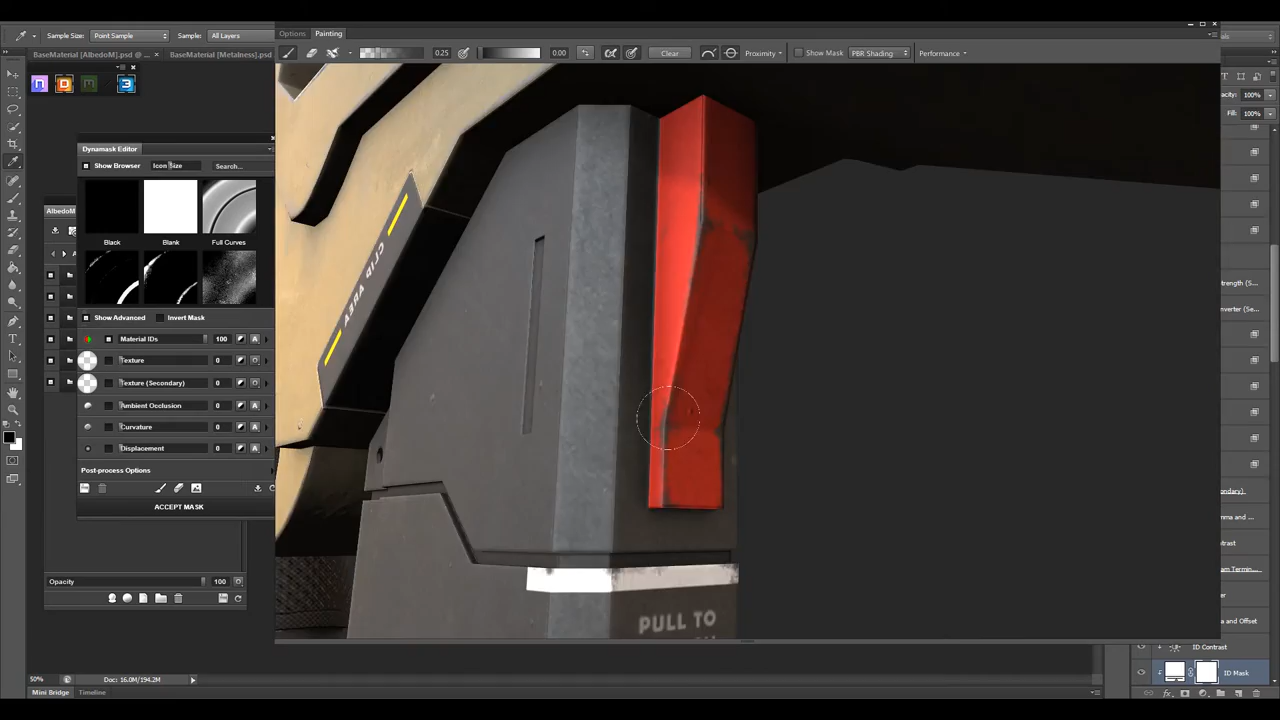 Sample Size: Point Sample Sample: All Layers
Options Painting
BaseMaterial [AlbedoM].psd @ ... × BaseMaterial [Metalness].psd
0.25 0.00 Clear Proximity Show Mask PBR Shading Performance
Opacity: 100%
Fill: 100%
Dynamask Editor
Show Browser Icon Size Search...
Black Blank Full Curves
AlbedoM
Show Advanced Invert Mask
Material IDs 100
Texture 0
Texture (Secondary) 0
Ambient Occlusion 0
Curvature 0
Displacement 0
Post-process Options
ACCEPT MASK
Opacity 100
CLIP AREA
PULL TO
ID Contrast
ID Mask
50% Doc: 16.0M/194.2M
Mini Bridge Timeline